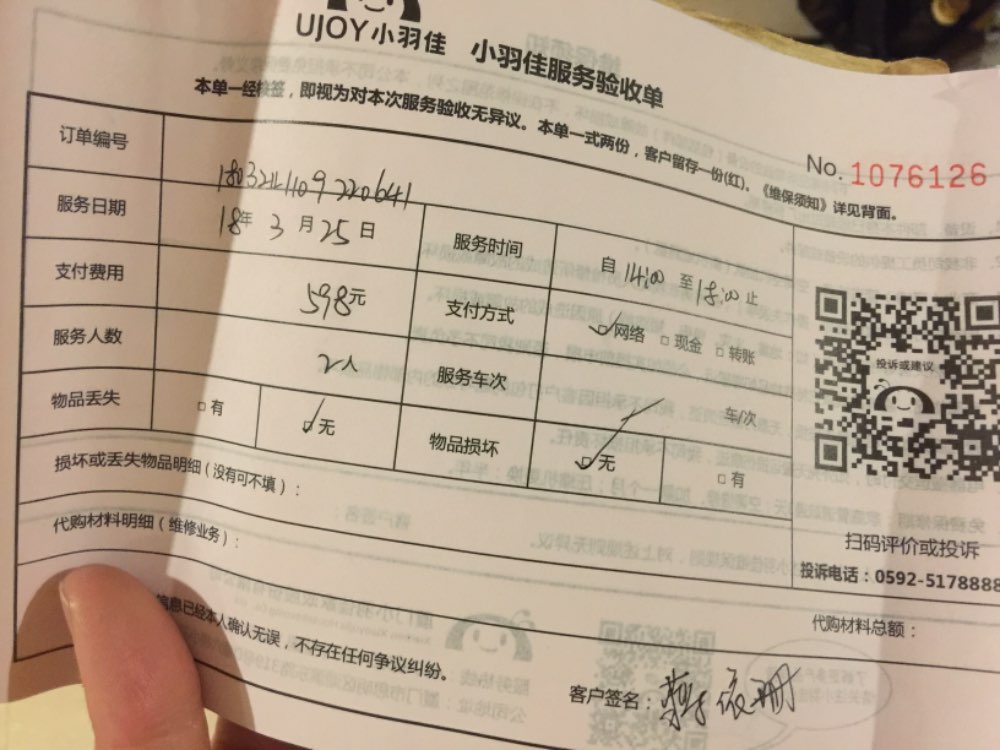 UJOY小羽佳 小羽佳服务验收单
本单一经核签，即视为对本次服务验收无异议。本单一式两份，客户留存一份(红)。《维保须知》详见背面。
No. 1076126
订单编号
服务日期 18年 3月25日 服务时间 自 14:00 至 18:00 止
支付费用 598元 支付方式 ☑网络 □现金 □转账
服务人数 2人 服务车次 车/次
物品丢失 □有 ☑无 物品损坏 ☑无 □有
投诉或建议
损坏或丢失物品明细（没有可不填）：
扫码评价或投诉
投诉电话：0592-5178888
代购材料明细（维修业务）：
代购材料总额：
信息已经本人确认无误，不存在任何争议纠纷。
客户签名：